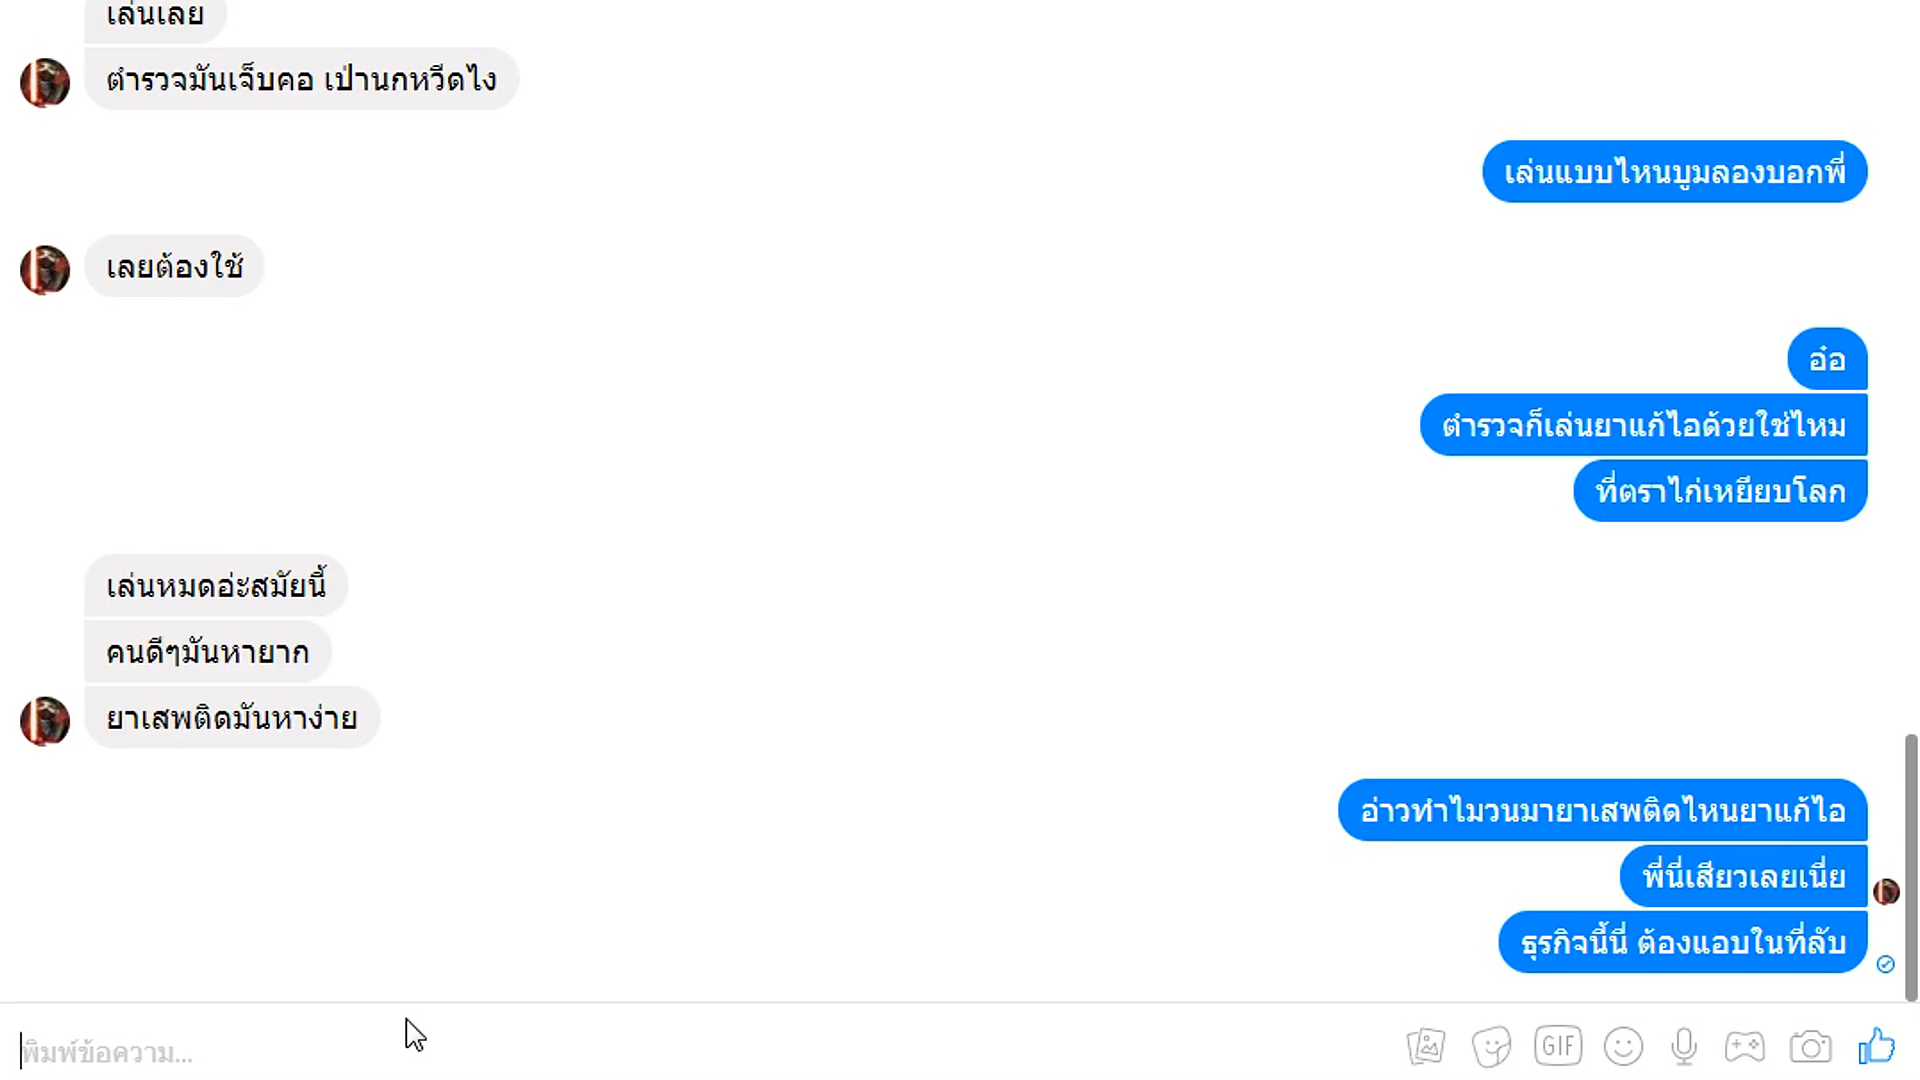 เล่นเลย
ตำรวจมันเจ็บคอ เป่านกหวีดไง
เล่นแบบไหนบูมลองบอกพี่
เลยต้องใช้
อ๋อ
ตำรวจก็เล่นยาแก้ไอด้วยใช่ไหม
ที่ตราไก่เหยียบโลก
เล่นหมดอ่ะสมัยนี้
คนดีๆมันหายาก
ยาเสพติดมันหาง่าย
อ่าวทำไมวนมายาเสพติดไหนยาแก้ไอ
พี่นี่เสียวเลยเนี่ย
ธุรกิจนี้นี่ ต้องแอบในที่ลับ
พิมพ์ข้อความ...
GIF